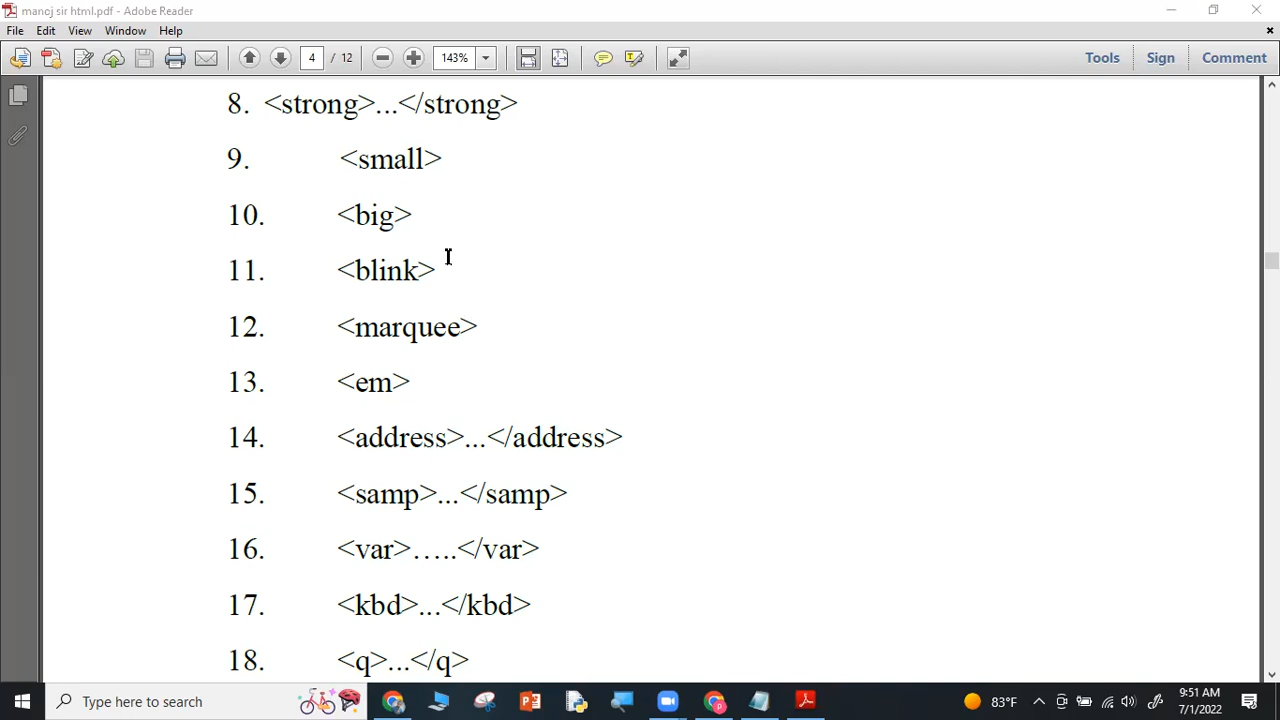 manoj sir html.pdf - Adobe Reader
File Edit View Window Help
4 / 12 143% Tools Sign Comment
8. <strong>...</strong>
9. <small>
10. <big>
11. <blink>
12. <marquee>
13. <em>
14. <address>...</address>
15. <samp>...</samp>
16. <var>…..</var>
17. <kbd>...</kbd>
18. <q>...</q>
Type here to search 83°F 9:51 AM
7/1/2022